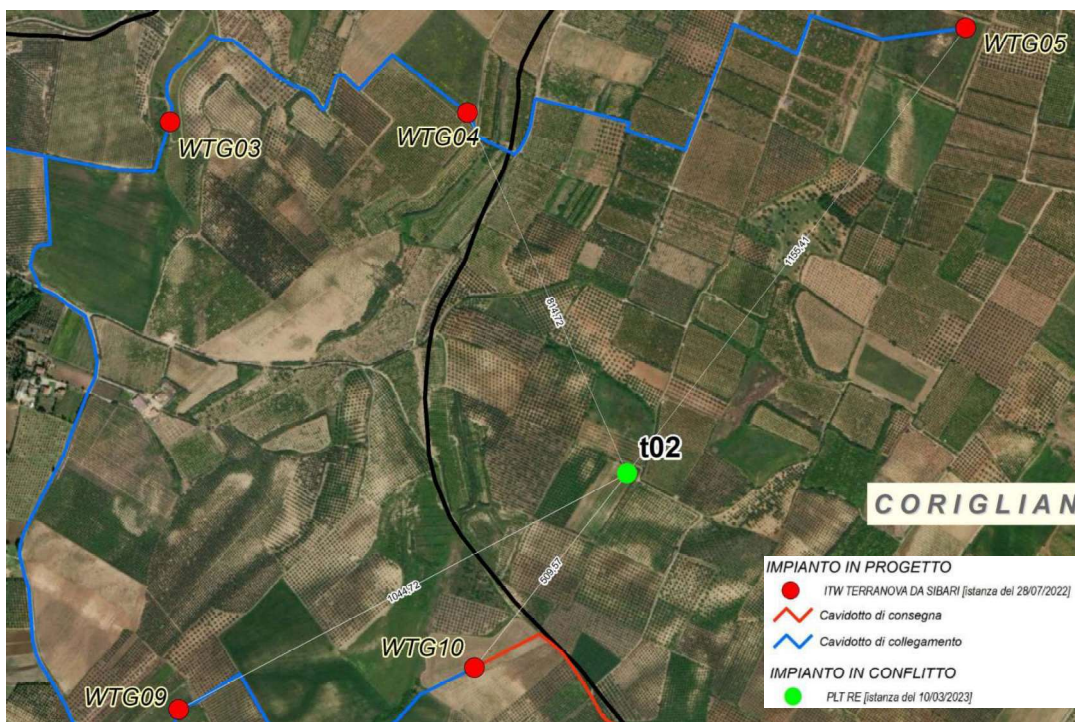 WTG05
WTG04
WTG03
1155,41
814,72
t02
CORIGLIAN
509,57
1044,72
WTG10
WTG09
IMPIANTO IN PROGETTO
ITW TERRANOVA DA SIBARI [istanza del 28/07/2022]
Cavidotto di consegna
Cavidotto di collegamento
IMPIANTO IN CONFLITTO
PLT RE [istanza del 10/03/2023]